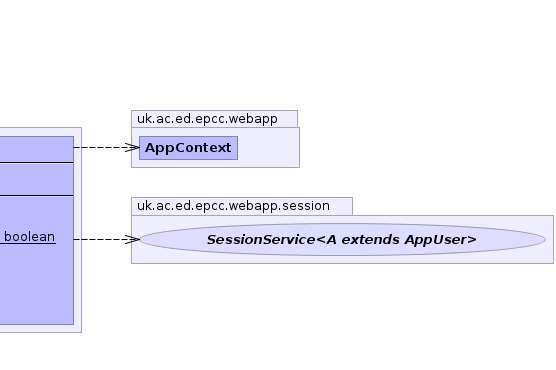 uk.ac.ed.epcc.webapp
AppContext
uk.ac.ed.epcc.webapp.session
boolean
SessionService<A extends AppUser>